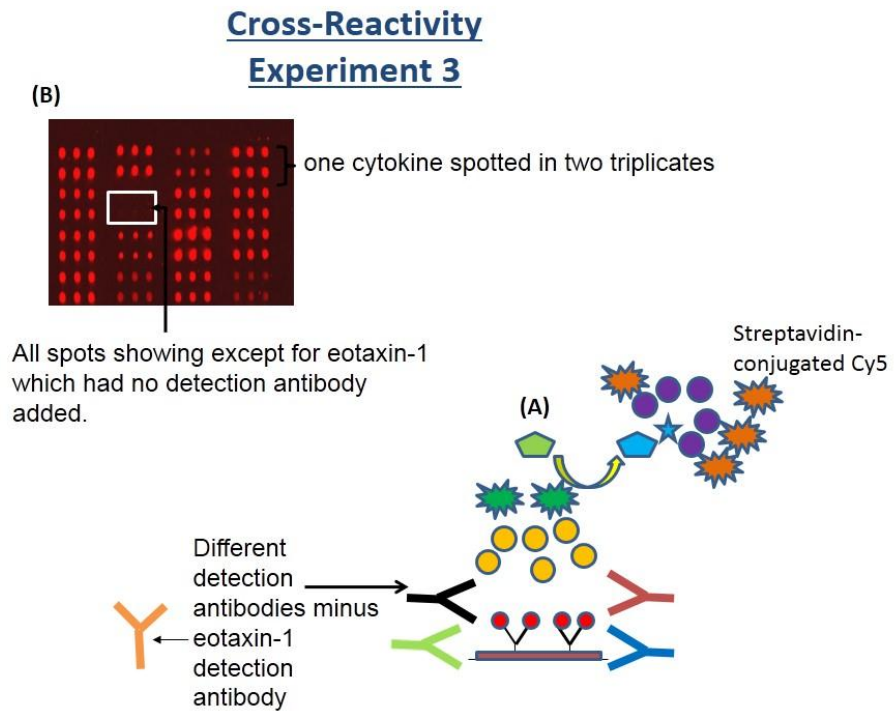 Cross-Reactivity
Experiment 3
(B)
one cytokine spotted in two triplicates
All spots showing except for eotaxin-1
which had no detection antibody
added.
Streptavidin-
conjugated Cy5
(A)
Different
detection
antibodies minus
eotaxin-1
detection
antibody